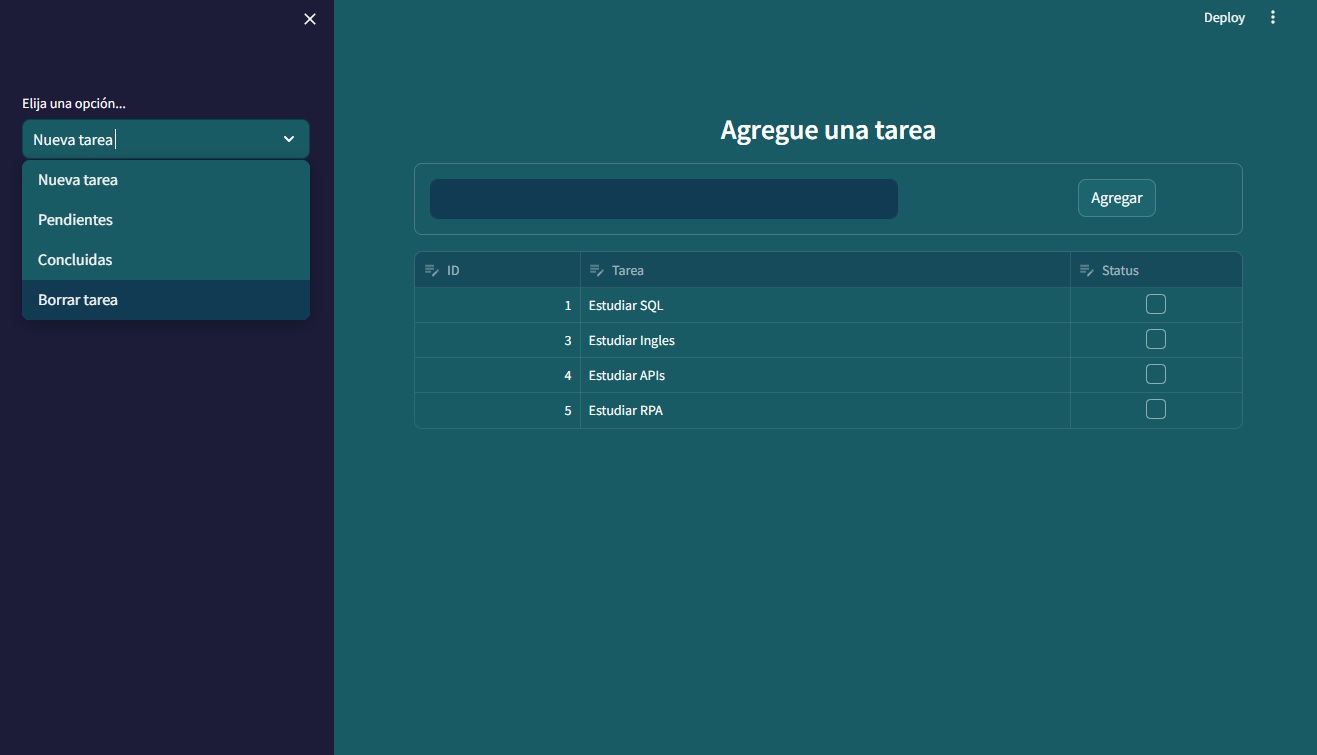 Deploy
Elija una opción...
Nueva tarea
Nueva tarea
Pendientes
Concluidas
Borrar tarea
Agregue una tarea
Agregar
ID Tarea Status
1 Estudiar SQL
3 Estudiar Ingles
4 Estudiar APIs
5 Estudiar RPA